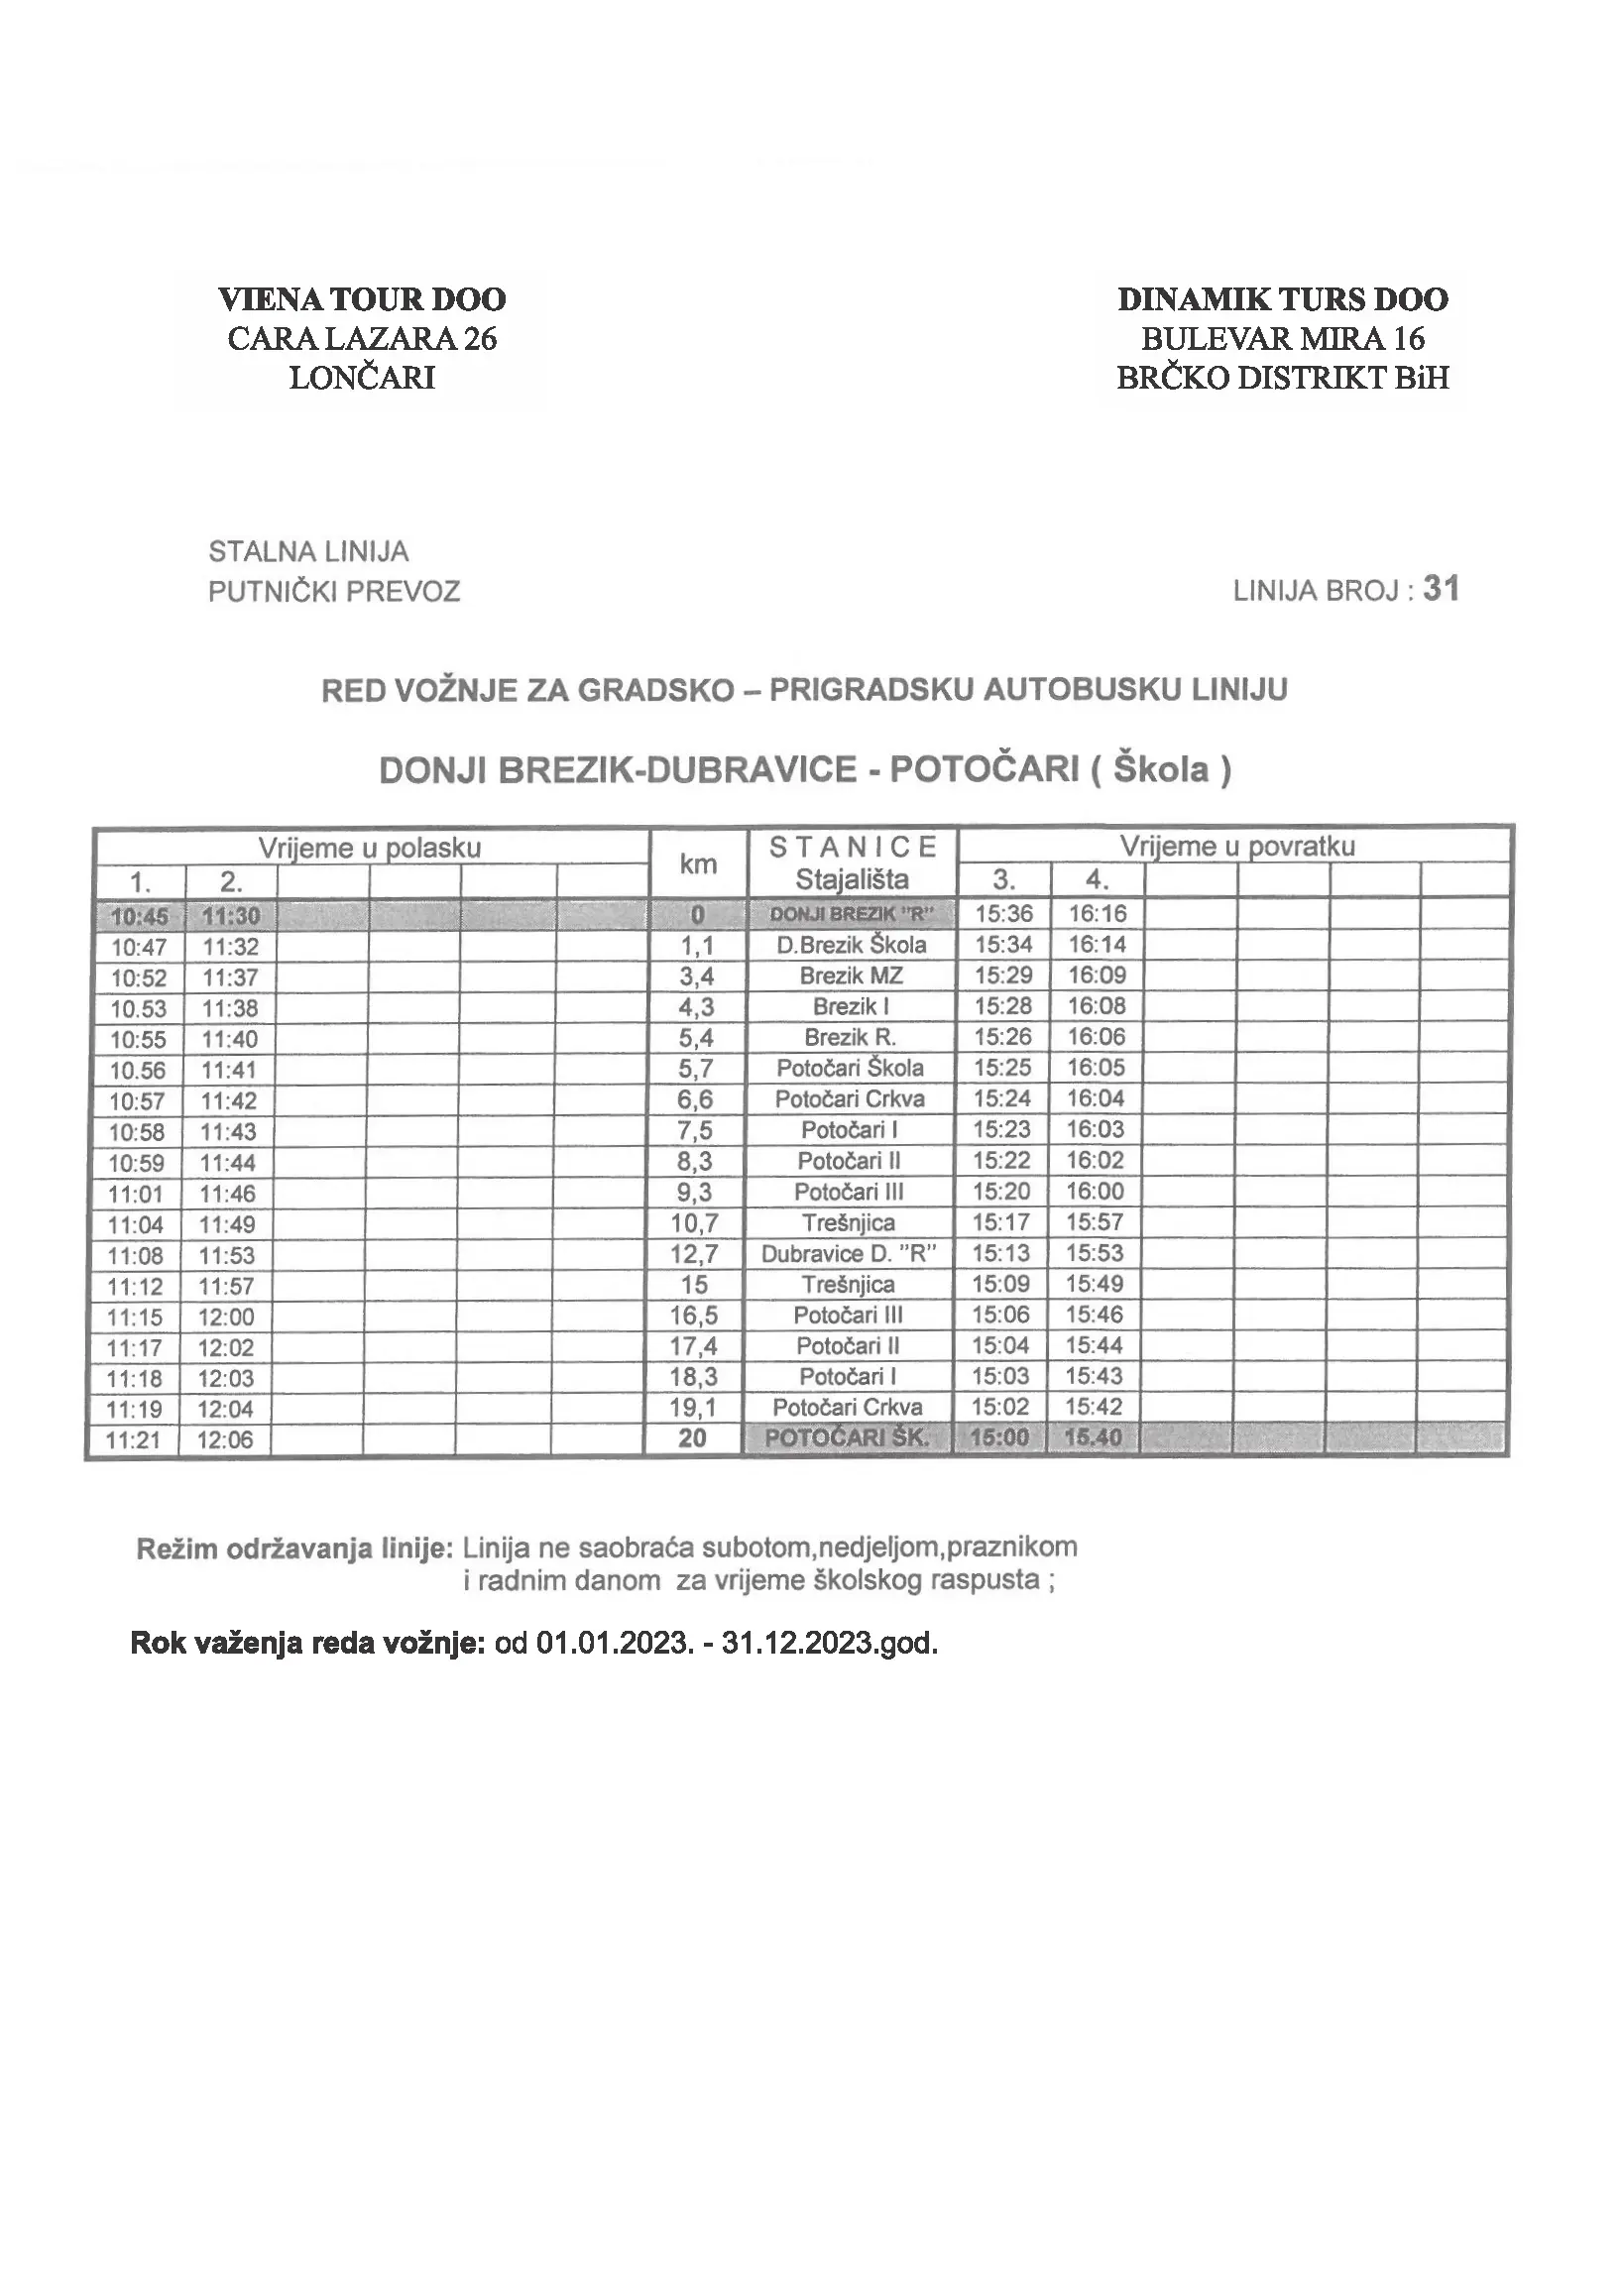 VIENA TOUR DOO
CARA LAZARA 26
LONČARI
DINAMIK TURS DOO
BULEVAR MIRA 16
BRČKO DISTRIKT BiH
STALNA LINIJA
PUTNIČKI PREVOZ
LINIJA BROJ : 31
RED VOŽNJE ZA GRADSKO – PRIGRADSKU AUTOBUSKU LINIJU
DONJI BREZIK-DUBRAVICE - POTOČARI ( Škola )
Vrijeme u polasku km STANICE Stajališta Vrijeme u povratku
1. 2. 3. 4.
10:45 11:30 0 DONJI BREZIK "R" 15:36 16:16
10:47 11:32 1,1 D.Brezik Škola 15:34 16:14
10:52 11:37 3,4 Brezik MZ 15:29 16:09
10.53 11:38 4,3 Brezik I 15:28 16:08
10:55 11:40 5,4 Brezik R. 15:26 16:06
10.56 11:41 5,7 Potočari Škola 15:25 16:05
10:57 11:42 6,6 Potočari Crkva 15:24 16:04
10:58 11:43 7,5 Potočari I 15:23 16:03
10:59 11:44 8,3 Potočari II 15:22 16:02
11:01 11:46 9,3 Potočari III 15:20 16:00
11:04 11:49 10,7 Trešnjica 15:17 15:57
11:08 11:53 12,7 Dubravice D. "R" 15:13 15:53
11:12 11:57 15 Trešnjica 15:09 15:49
11:15 12:00 16,5 Potočari III 15:06 15:46
11:17 12:02 17,4 Potočari II 15:04 15:44
11:18 12:03 18,3 Potočari I 15:03 15:43
11:19 12:04 19,1 Potočari Crkva 15:02 15:42
11:21 12:06 20 POTOČARI ŠK. 15:00 15.40
Režim održavanja linije: Linija ne saobraća subotom,nedjeljom,praznikom
i radnim danom za vrijeme školskog raspusta ;
Rok važenja reda vožnje: od 01.01.2023. - 31.12.2023.god.